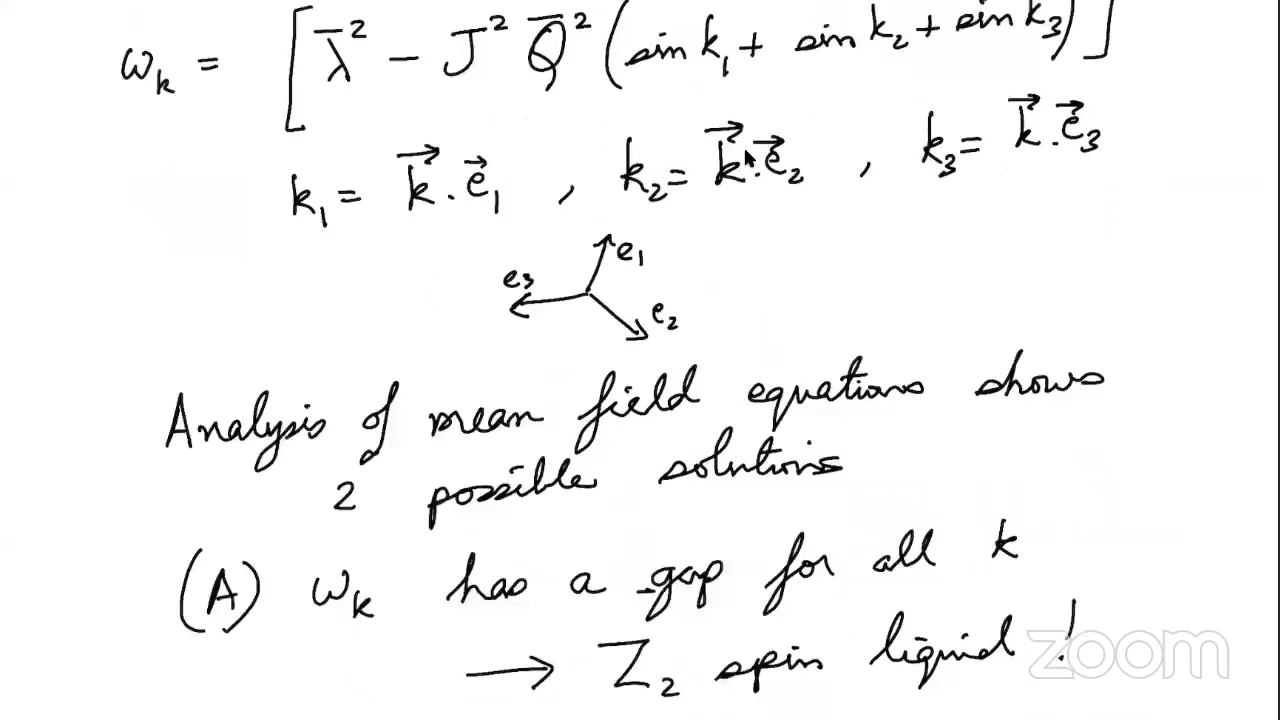 ω_k = [ λ̄² − J² Q̄² (sin k₁ + sin k₂ + sin k₃) ]
k₁ = k⃗ . e⃗₁ , k₂ = k⃗ . e⃗₂ , k₃ = k⃗ . e⃗₃
e₁
e₃
e₂
Analysis of mean field equations shows
2 possible solutions
(A) ω_k has a gap for all k
→ Z₂ spin liquid !
zoom